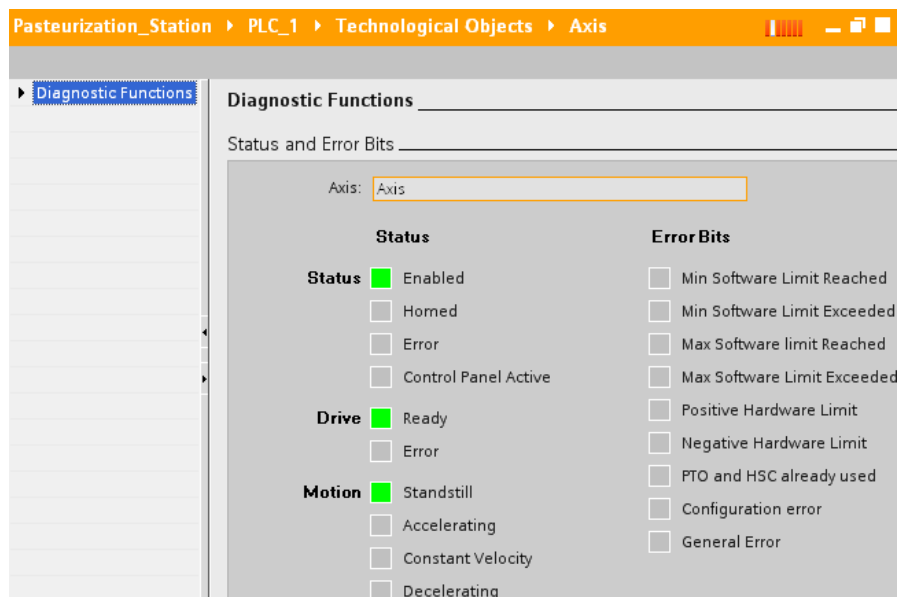 Pasteurization_Station ▸ PLC_1 ▸ Technological Objects ▸ Axis
Diagnostic Functions
Diagnostic Functions
Status and Error Bits
Axis: Axis
Status
Status Enabled
Homed
Error
Control Panel Active
Drive Ready
Error
Motion Standstill
Accelerating
Constant Velocity
Decelerating
Error Bits
Min Software Limit Reached
Min Software Limit Exceeded
Max Software limit Reached
Max Software Limit Exceeded
Positive Hardware Limit
Negative Hardware Limit
PTO and HSC already used
Configuration error
General Error